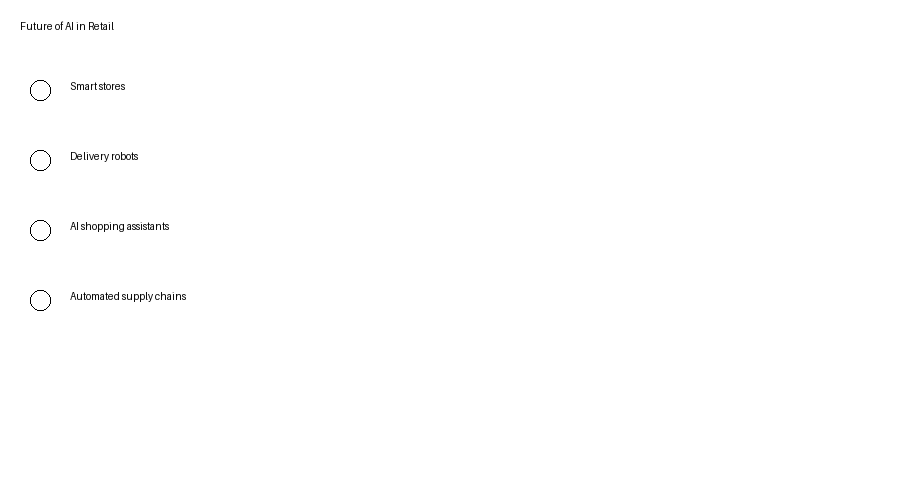 Future of AI in Retail
Smart stores
Delivery robots
AI shopping assistants
Automated supply chains